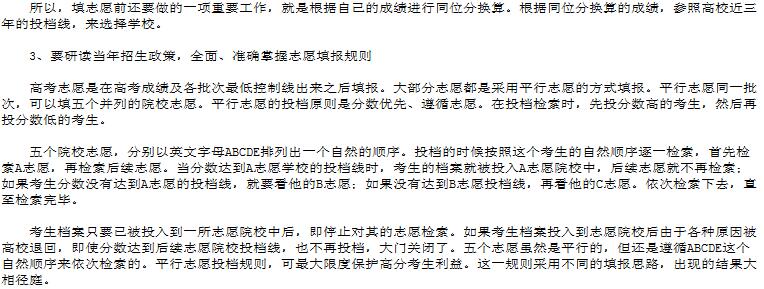 所以，填志愿前还要做的一项重要工作，就是根据自已的成绩进行同位分换算。根据同位分换算的成绩，参照高校近三
年的投档线，来选择学校。
3、要研读当年招生政策，全面、准确掌握志愿填报规则
高考志愿是在高考成绩及各批次最低控制线出来之后填报。大部分志愿都是采用平行志愿的方式填报。平行志愿同一批
次，可以填五个并列的院校志愿。平行志愿的投档原则是分数优先、遵循志愿。在投档检索时，先投分数高的考生，然后再
投分数低的考生。
五个院校志愿，分别以英文字母ABCDE排列出一个自然的顺序。投档的时候按照这个考生的自然顺序逐一检索，首先检
索A志愿，再检索后续志愿。当分数达到A志愿学校的投档线时，考生的档案就被投入A志愿院校中，后续志愿就不再检索；
如果考生分数没有达到A志愿的投档线，就要看他的B志愿；如果没有达到B志愿投档线，再看他的C志愿。依次检索下去，直
至检索完毕。
考生档案只要已被投入到一所志愿院校中后，即停止对其的志愿检索。如果考生档案投入到志愿院校后由于各种原因被
高校退回，即使分数达到后续志愿院校投档线，也不再投档，大门关闭了。五个志愿虽然是平行的，但还是遵循ABCDE这个
自然顺序来依次检索的。平行志愿投档规则，可最大限度保护高分考生利益。这一规则采用不同的填报思路，出现的结果大
相径庭。